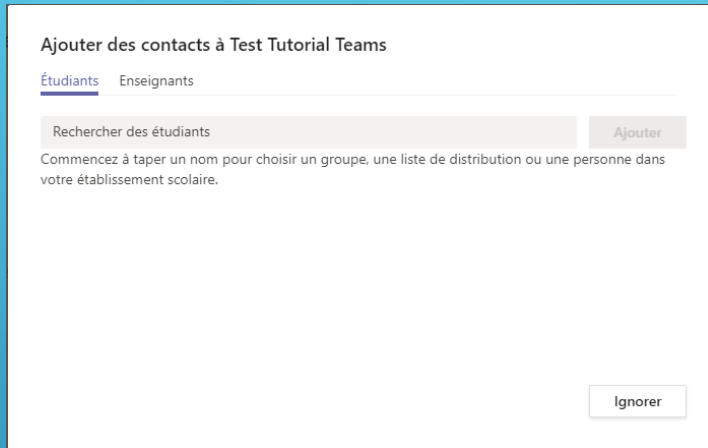 Ajouter des contacts à Test Tutorial Teams
Étudiants Enseignants
Rechercher des étudiants Ajouter
Commencez à taper un nom pour choisir un groupe, une liste de distribution ou une personne dans
votre établissement scolaire.
Ignorer